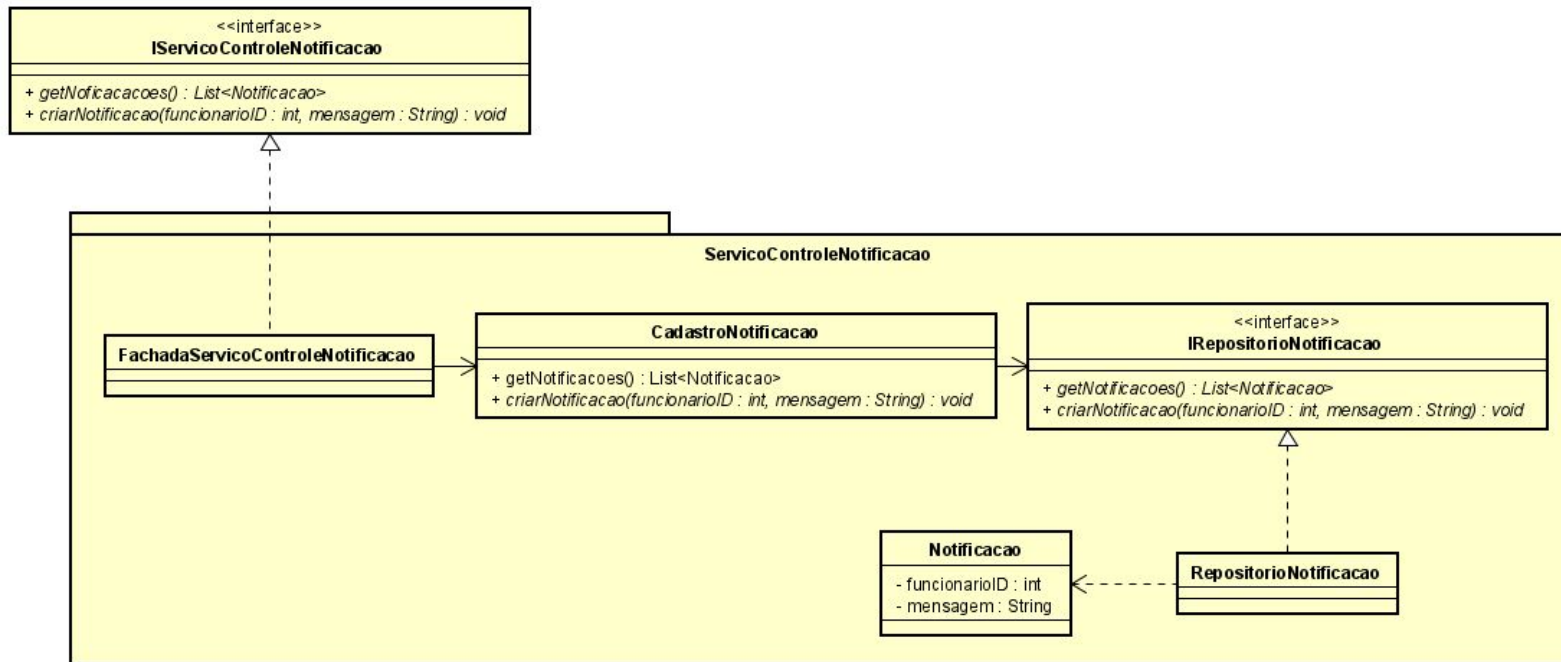 <<interface>>
IServicoControleNotificacao
+ getNoficacacoes() : List<Notificacao>
+ criarNotificacao(funcionarioID : int, mensagem : String) : void
ServicoControleNotificacao
FachadaServicoControleNotificacao
CadastroNotificacao
+ getNotificacoes() : List<Notificacao>
+ criarNotificacao(funcionarioID : int, mensagem : String) : void
<<interface>>
IRepositorioNotificacao
+ getNotificacoes() : List<Notificacao>
+ criarNotificacao(funcionarioID : int, mensagem : String) : void
Notificacao
- funcionarioID : int
- mensagem : String
RepositorioNotificacao